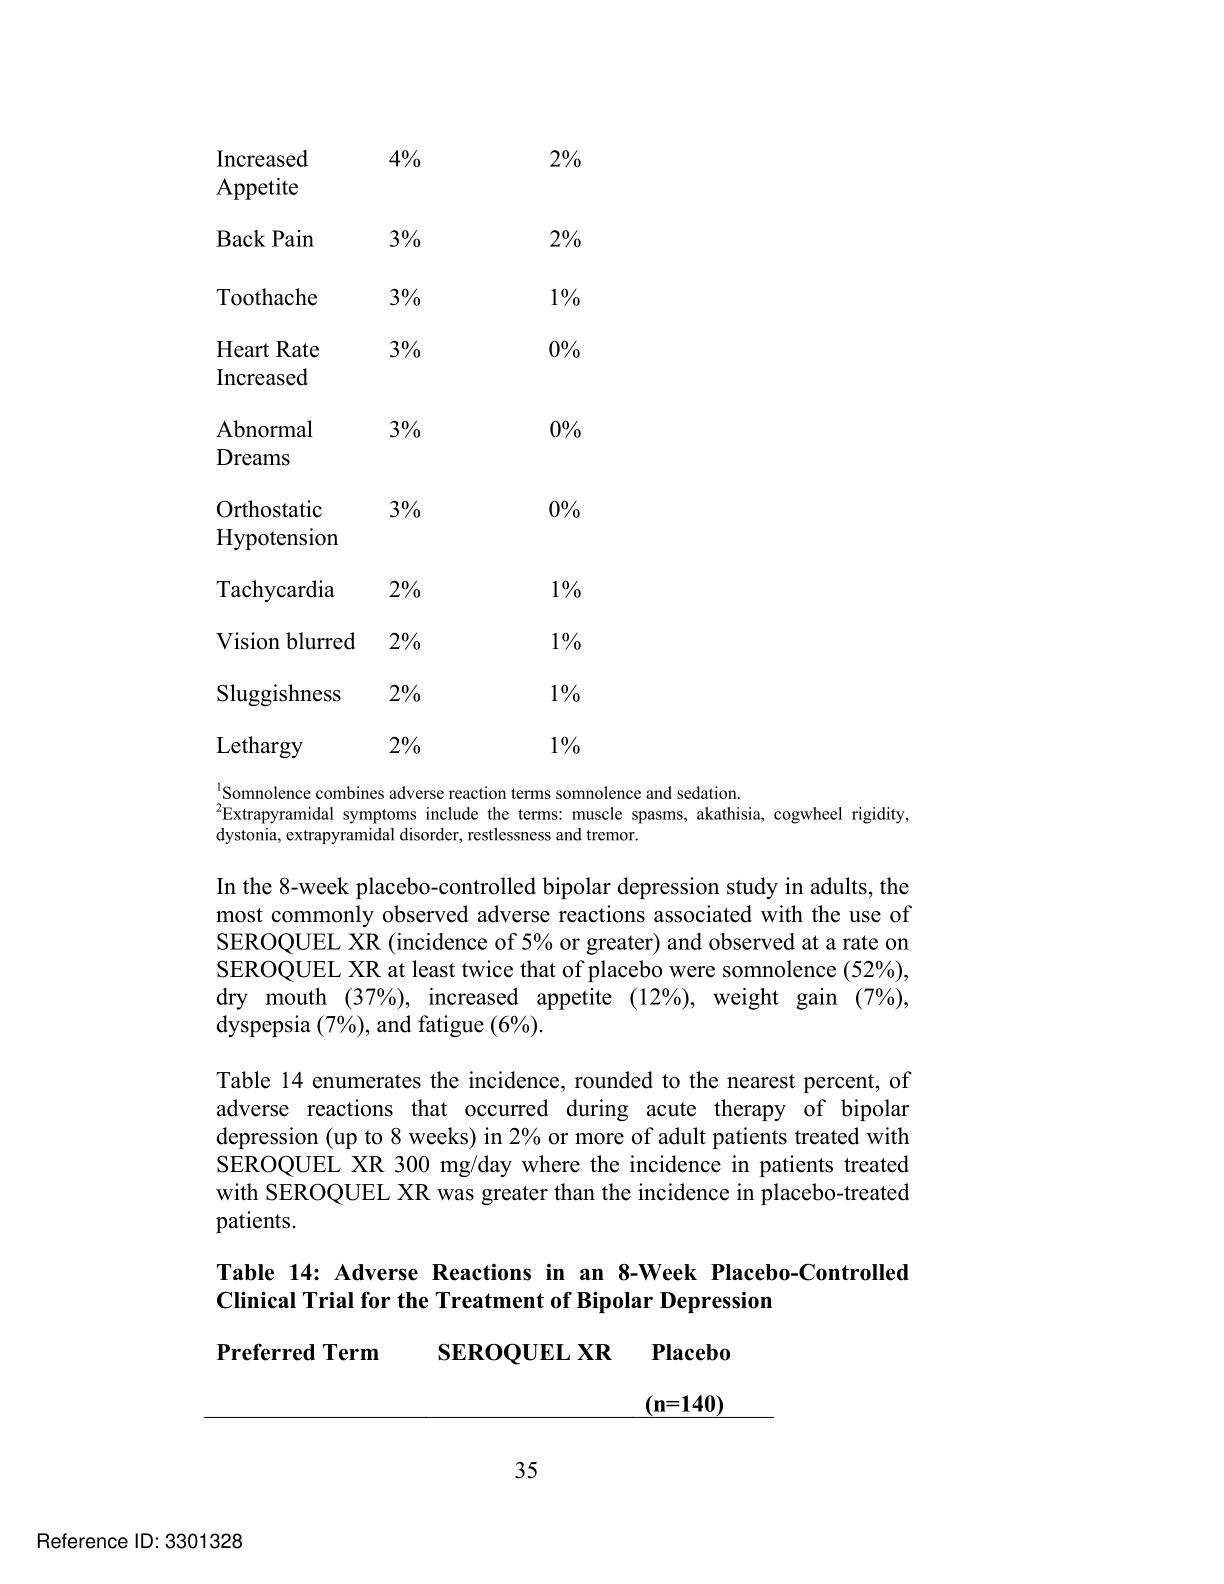 Increased 4% 2%
Appetite
Back Pain 3% 2%
Toothache 3% 1%
Heart Rate 3% 0%
Increased
Abnormal 3% 0%
Dreams
Orthostatic 3% 0%
Hypotension
Tachycardia 2% 1%
Vision blurred 2% 1%
Sluggishness 2% 1%
Lethargy 2% 1%
1Somnolence combines adverse reaction terms somnolence and sedation.
2Extrapyramidal symptoms include the terms: muscle spasms, akathisia, cogwheel rigidity,
dystonia, extrapyramidal disorder, restlessness and tremor.
In the 8-week placebo-controlled bipolar depression study in adults, the
most commonly observed adverse reactions associated with the use of
SEROQUEL XR (incidence of 5% or greater) and observed at a rate on
SEROQUEL XR at least twice that of placebo were somnolence (52%),
dry mouth (37%), increased appetite (12%), weight gain (7%),
dyspepsia (7%), and fatigue (6%).
Table 14 enumerates the incidence, rounded to the nearest percent, of
adverse reactions that occurred during acute therapy of bipolar
depression (up to 8 weeks) in 2% or more of adult patients treated with
SEROQUEL XR 300 mg/day where the incidence in patients treated
with SEROQUEL XR was greater than the incidence in placebo-treated
patients.
Table 14: Adverse Reactions in an 8-Week Placebo-Controlled
Clinical Trial for the Treatment of Bipolar Depression
Preferred Term SEROQUEL XR Placebo
(n=140)
35
Reference ID: 3301328